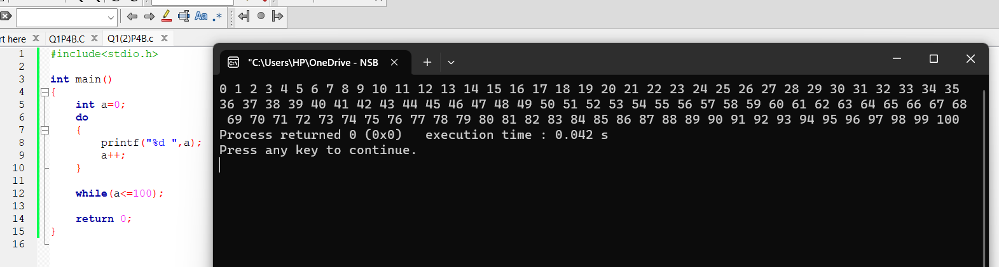 Aa .*
rt here Q1P4B.C Q1(2)P4B.c
1 #include<stdio.h>
2
3 int main()
4 {
5 int a=0;
6 do
7 {
8 printf("%d ",a);
9 a++;
10 }
11
12 while(a<=100);
13
14 return 0;
15 }
16
C:\ "C:\Users\HP\OneDrive - NSB
0 1 2 3 4 5 6 7 8 9 10 11 12 13 14 15 16 17 18 19 20 21 22 23 24 25 26 27 28 29 30 31 32 33 34 35
36 37 38 39 40 41 42 43 44 45 46 47 48 49 50 51 52 53 54 55 56 57 58 59 60 61 62 63 64 65 66 67 68
69 70 71 72 73 74 75 76 77 78 79 80 81 82 83 84 85 86 87 88 89 90 91 92 93 94 95 96 97 98 99 100
Process returned 0 (0x0)   execution time : 0.042 s
Press any key to continue.